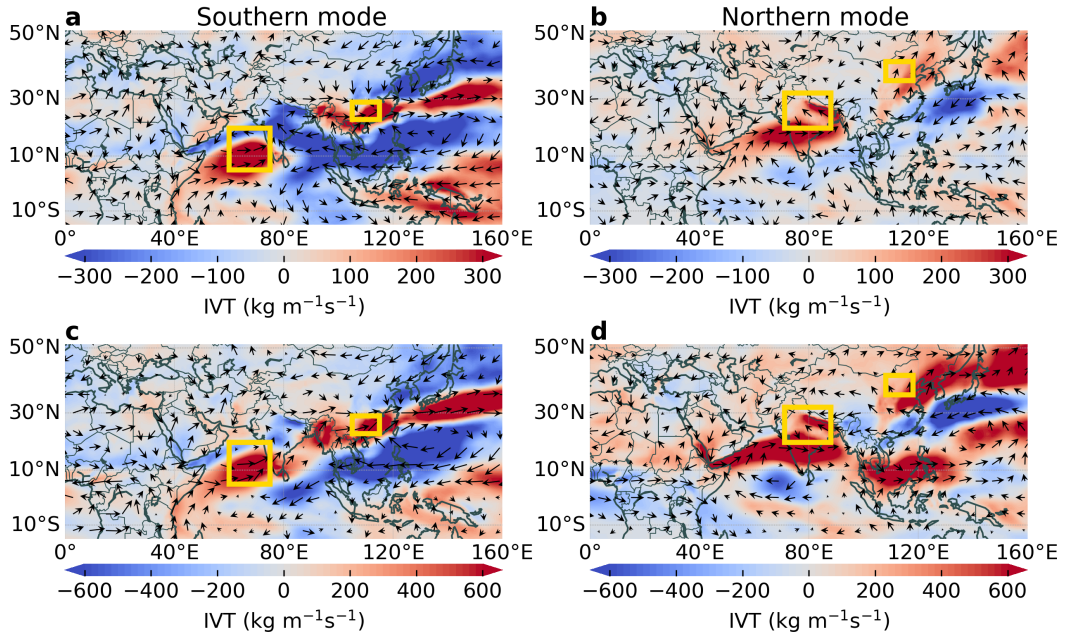 a Southern mode
b Northern mode
50°N
30°N
10°N
10°S
0° 40°E 80°E 120°E 160°E
−300 −200 −100 0 100 200 300
IVT (kg m⁻¹s⁻¹)
50°N
30°N
10°N
10°S
0° 40°E 80°E 120°E 160°E
−300 −200 −100 0 100 200 300
IVT (kg m⁻¹s⁻¹)
c
50°N
30°N
10°N
10°S
0° 40°E 80°E 120°E 160°E
−600 −400 −200 0 200 400 600
IVT (kg m⁻¹s⁻¹)
d
50°N
30°N
10°N
10°S
0° 40°E 80°E 120°E 160°E
−600 −400 −200 0 200 400 600
IVT (kg m⁻¹s⁻¹)